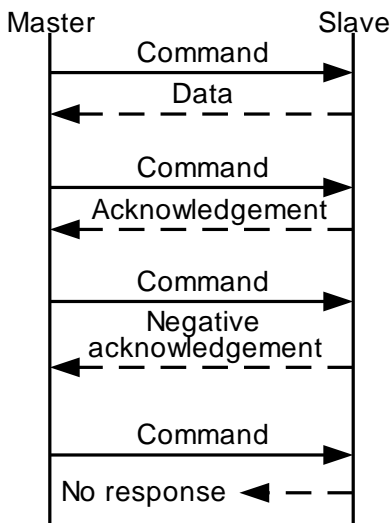 Master Slave
Command
Data
Command
Acknowledgement
Command
Negative
acknowledgement
Command
No response